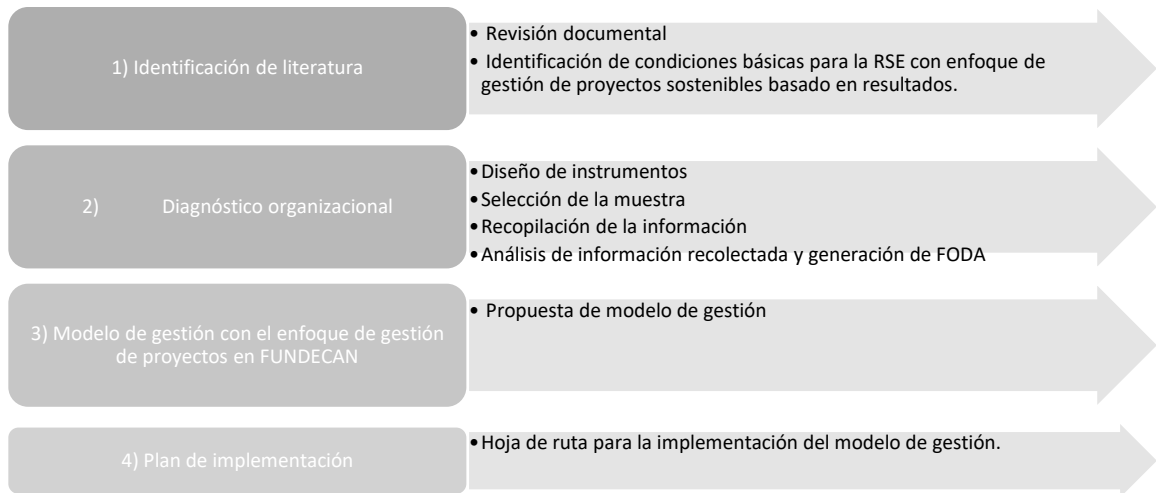 1) Identificación de literatura
• Revisión documental
• Identificación de condiciones básicas para la RSE con enfoque de
gestión de proyectos sostenibles basado en resultados.
2) Diagnóstico organizacional
•Diseño de instrumentos
•Selección de la muestra
•Recopilación de la información
•Análisis de información recolectada y generación de FODA
3) Modelo de gestión con el enfoque de gestión
de proyectos en FUNDECAN
• Propuesta de modelo de gestión
4) Plan de implementación
•Hoja de ruta para la implementación del modelo de gestión.